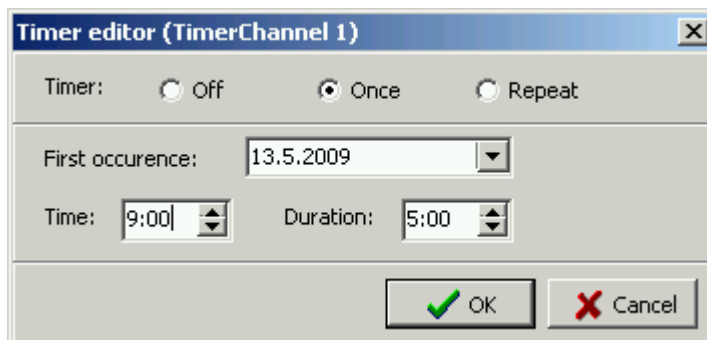 Timer editor (TimerChannel 1)
Timer: Off Once Repeat
First occurence: 13.5.2009
Time: 9:00 Duration: 5:00
OK Cancel